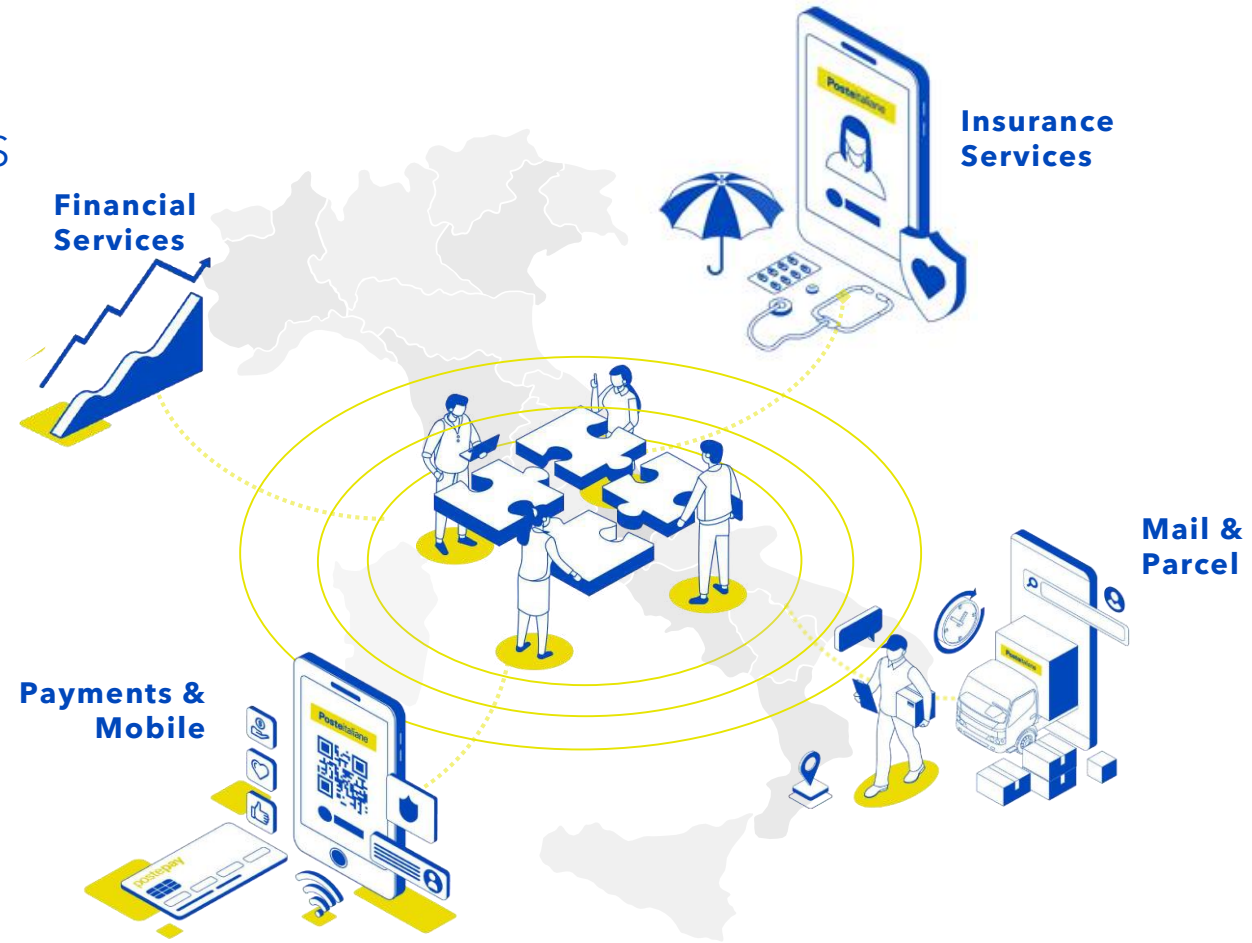 S
Insurance
Services
Posteitaliane
Financial
Services
Mail &
Parcel
Posteitaliane
Payments &
Mobile
Posteitaliane
postepay